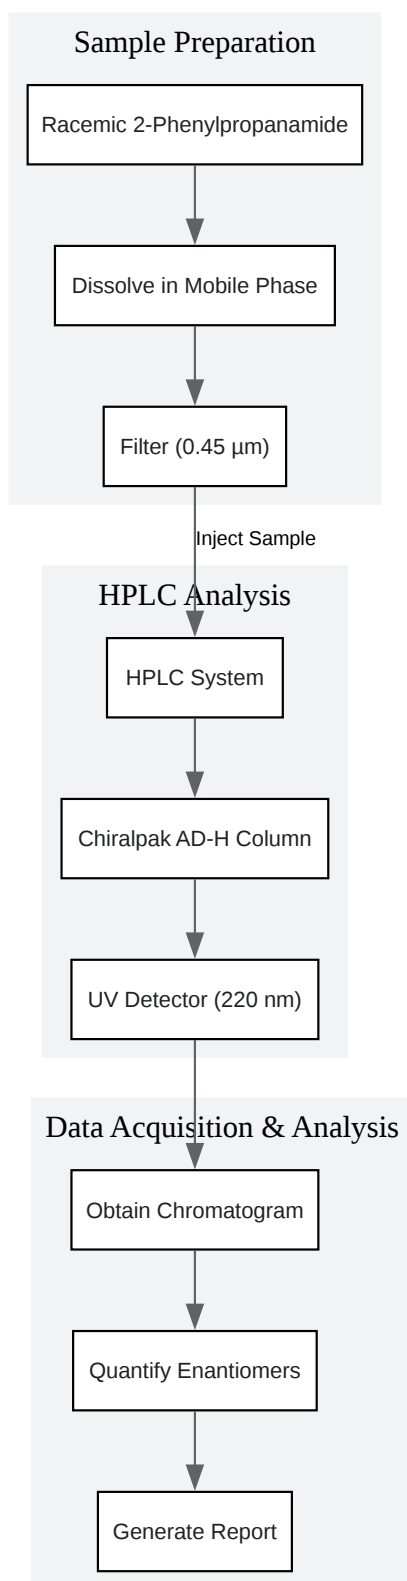 Sample Preparation
Racemic 2-Phenylpropanamide
Dissolve in Mobile Phase
Filter (0.45 µm)
Inject Sample
HPLC Analysis
HPLC System
Chiralpak AD-H Column
UV Detector (220 nm)
Data Acquisition & Analysis
Obtain Chromatogram
Quantify Enantiomers
Generate Report